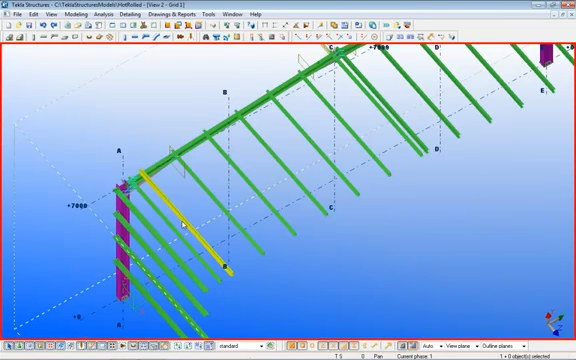 Tekla Structures - C:\TeklaStructuresModels\HotRolled - [View 2 - Grid 1]
File Edit View Modeling Analysis Detailing Drawings & Reports Tools Window Help
C +7000 D
B E
A D
+7000 C
B
+0
A
standard Auto View plane Outline planes
T S 0 Pan Current phase: 1 1 + 0 object(s) selected